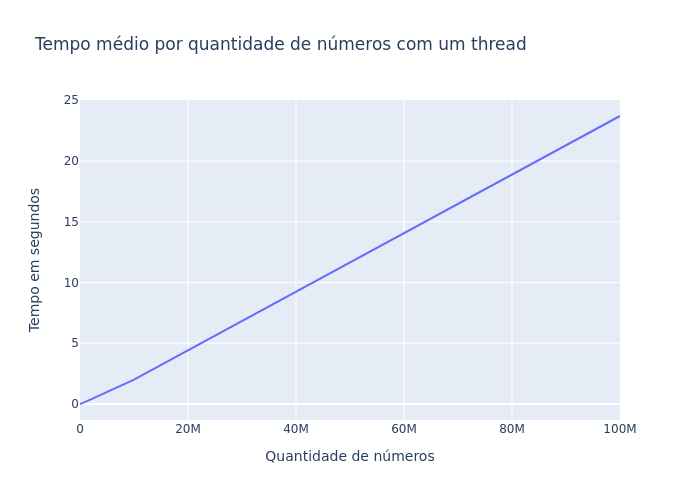 Tempo médio por quantidade de números com um thread
25
20
15
10
5
0
Tempo em segundos
0 20M 40M 60M 80M 100M
Quantidade de números